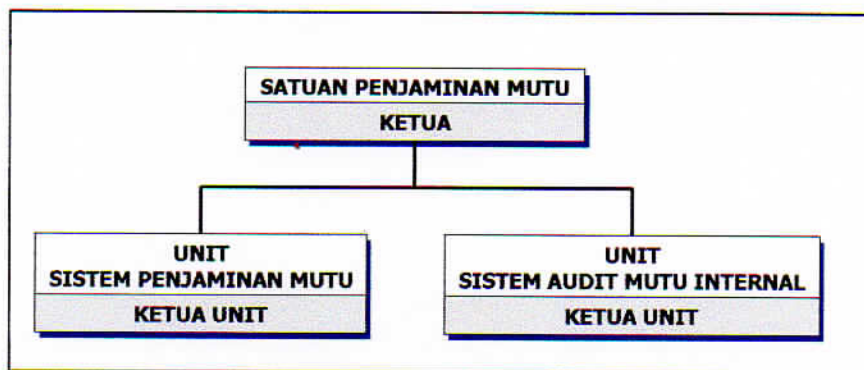 SATUAN PENJAMINAN MUTU
KETUA
UNIT
SISTEM PENJAMINAN MUTU
KETUA UNIT
UNIT
SISTEM AUDIT MUTU INTERNAL
KETUA UNIT